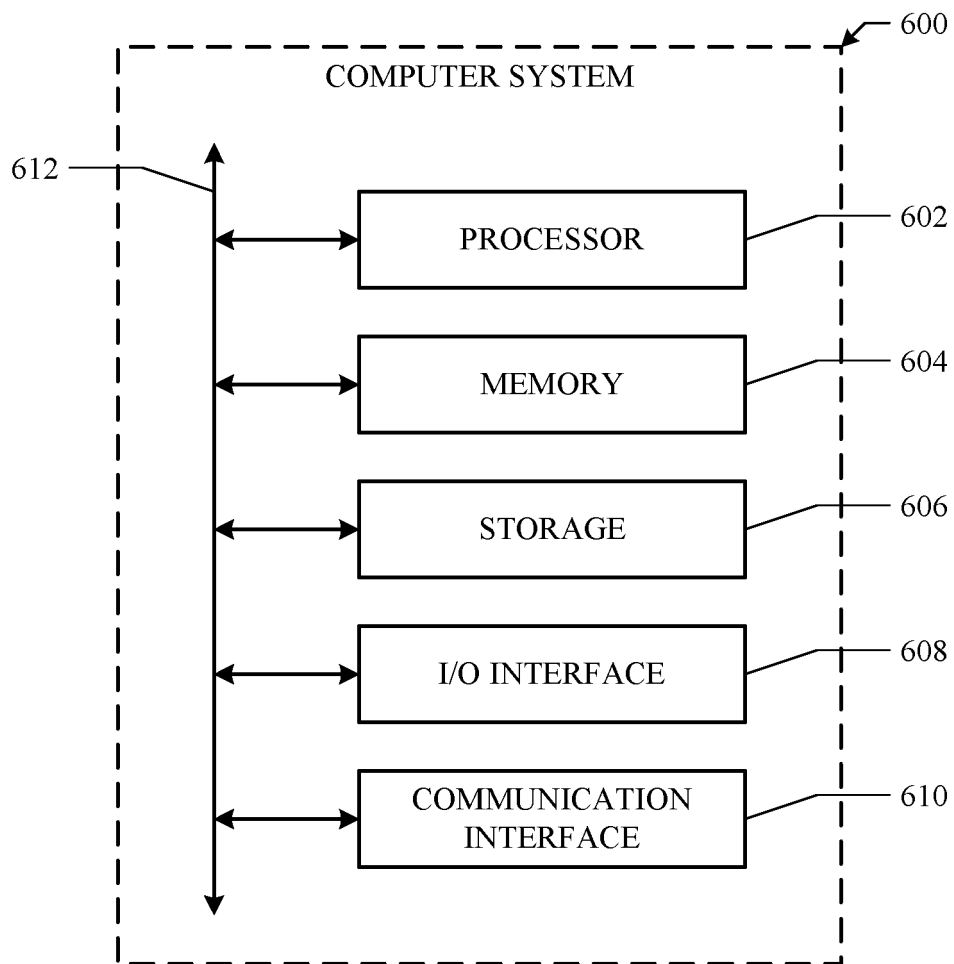 600
COMPUTER SYSTEM
612
PROCESSOR
602
MEMORY
604
STORAGE
606
I/O INTERFACE
608
COMMUNICATION
INTERFACE
610